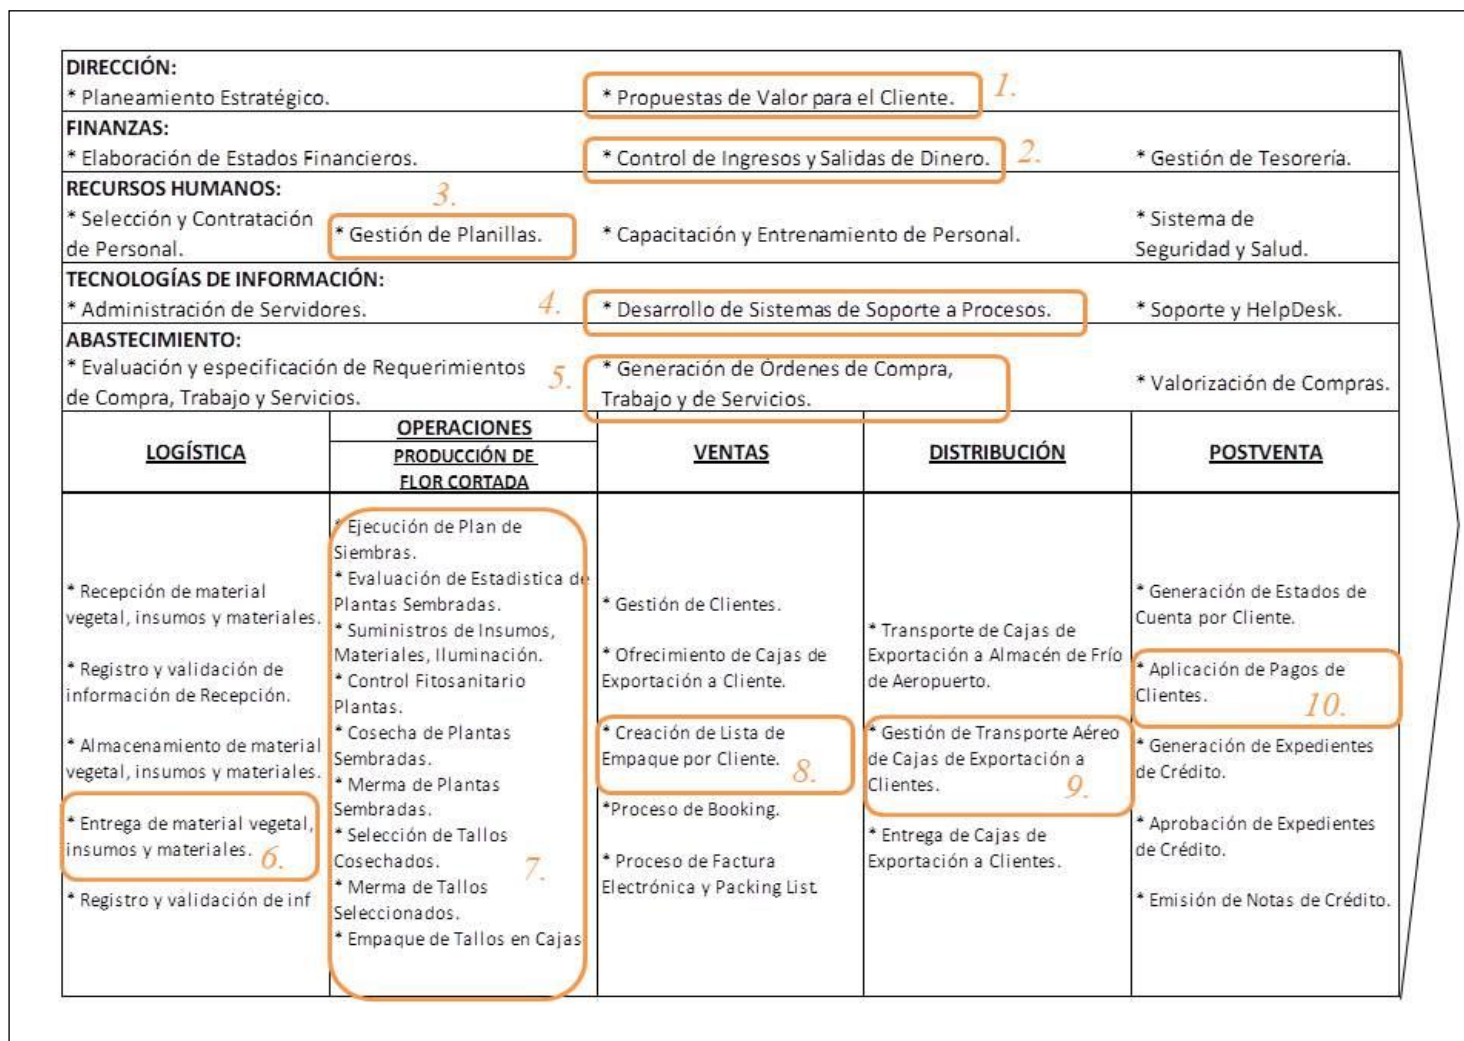 DIRECCIÓN:
* Planeamiento Estratégico.
* Propuestas de Valor para el Cliente.
1.
FINANZAS:
* Elaboración de Estados Financieros.
* Control de Ingresos y Salidas de Dinero.
2.
* Gestión de Tesorería.
RECURSOS HUMANOS:
3.
* Selección y Contratación
de Personal.
* Gestión de Planillas.
* Capacitación y Entrenamiento de Personal.
* Sistema de
Seguridad y Salud.
TECNOLOGÍAS DE INFORMACIÓN:
* Administración de Servidores.
4.
* Desarrollo de Sistemas de Soporte a Procesos.
* Soporte y HelpDesk.
ABASTECIMIENTO:
* Evaluación y especificación de Requerimientos
de Compra, Trabajo y Servicios.
5.
* Generación de Órdenes de Compra,
Trabajo y de Servicios.
* Valorización de Compras.
LOGÍSTICA
OPERACIONES
PRODUCCIÓN DE
FLOR CORTADA
VENTAS
DISTRIBUCIÓN
POSTVENTA
* Recepción de material
vegetal, insumos y materiales.
* Registro y validación de
información de Recepción.
* Almacenamiento de material
vegetal, insumos y materiales.
* Entrega de material vegetal,
insumos y materiales.
6.
* Registro y validación de inf
* Ejecución de Plan de
Siembras.
* Evaluación de Estadistica de
Plantas Sembradas.
* Suministros de Insumos,
Materiales, Iluminación.
* Control Fitosanitario
Plantas.
* Cosecha de Plantas
Sembradas.
* Merma de Plantas
Sembradas.
* Selección de Tallos
Cosechados.
7.
* Merma de Tallos
Seleccionados.
* Empaque de Tallos en Cajas
* Gestión de Clientes.
* Ofrecimiento de Cajas de
Exportación a Cliente.
* Creación de Lista de
Empaque por Cliente.
8.
*Proceso de Booking.
* Proceso de Factura
Electrónica y Packing List.
* Transporte de Cajas de
Exportación a Almacén de Frío
de Aeropuerto.
* Gestión de Transporte Aéreo
de Cajas de Exportación a
Clientes.
9.
* Entrega de Cajas de
Exportación a Clientes.
* Generación de Estados de
Cuenta por Cliente.
* Aplicación de Pagos de
Clientes.
10.
* Generación de Expedientes
de Crédito.
* Aprobación de Expedientes
de Crédito.
* Emisión de Notas de Crédito.